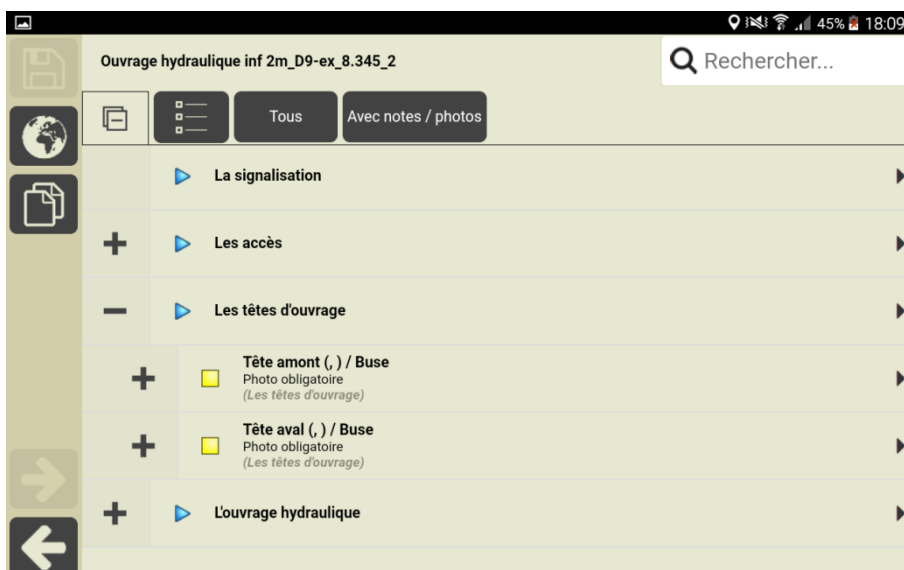 45% 18:09
Ouvrage hydraulique inf 2m_D9-ex_8.345_2
Rechercher...
Tous
Avec notes / photos
La signalisation
Les accès
Les têtes d'ouvrage
Tête amont (, ) / Buse
Photo obligatoire
(Les têtes d'ouvrage)
Tête aval (, ) / Buse
Photo obligatoire
(Les têtes d'ouvrage)
L'ouvrage hydraulique